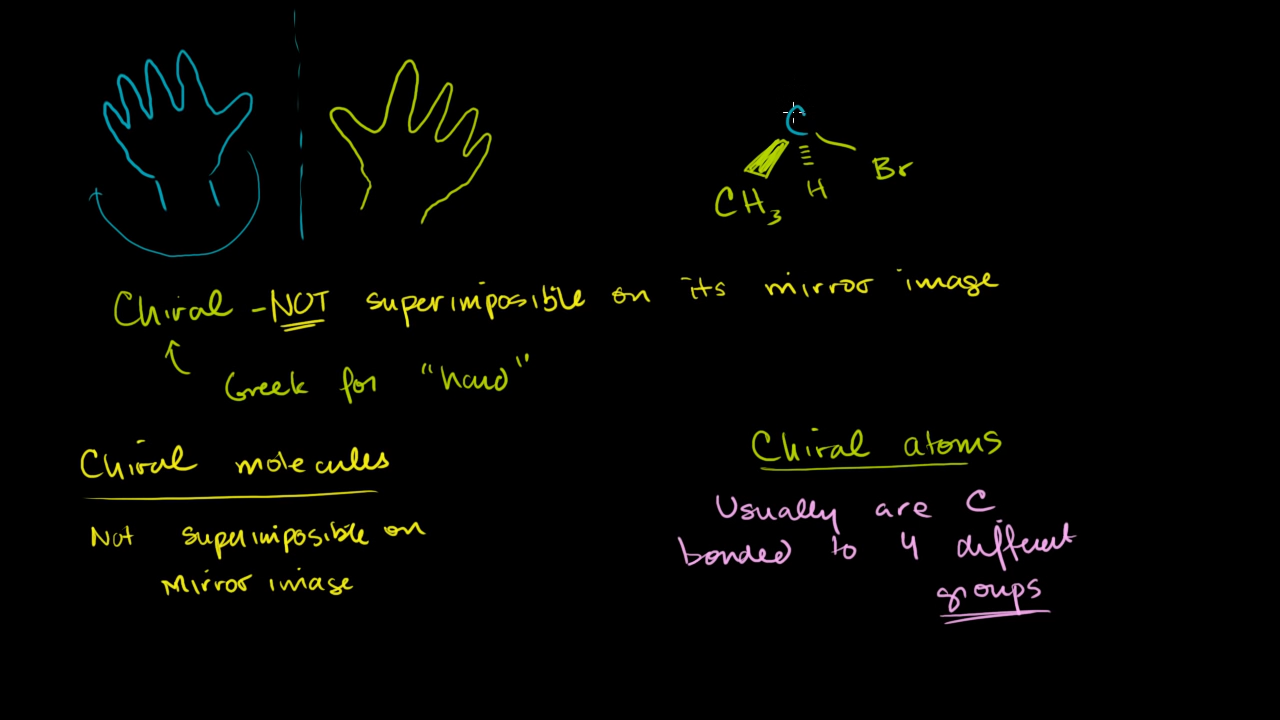 C
Br
H
CH3
Chiral - NOT superimposible on its mirror image
Greek for "hand"
Chiral molecules
Not superimposible on
Mirror image
Chiral atoms
Usually are C
bonded to 4 different
groups